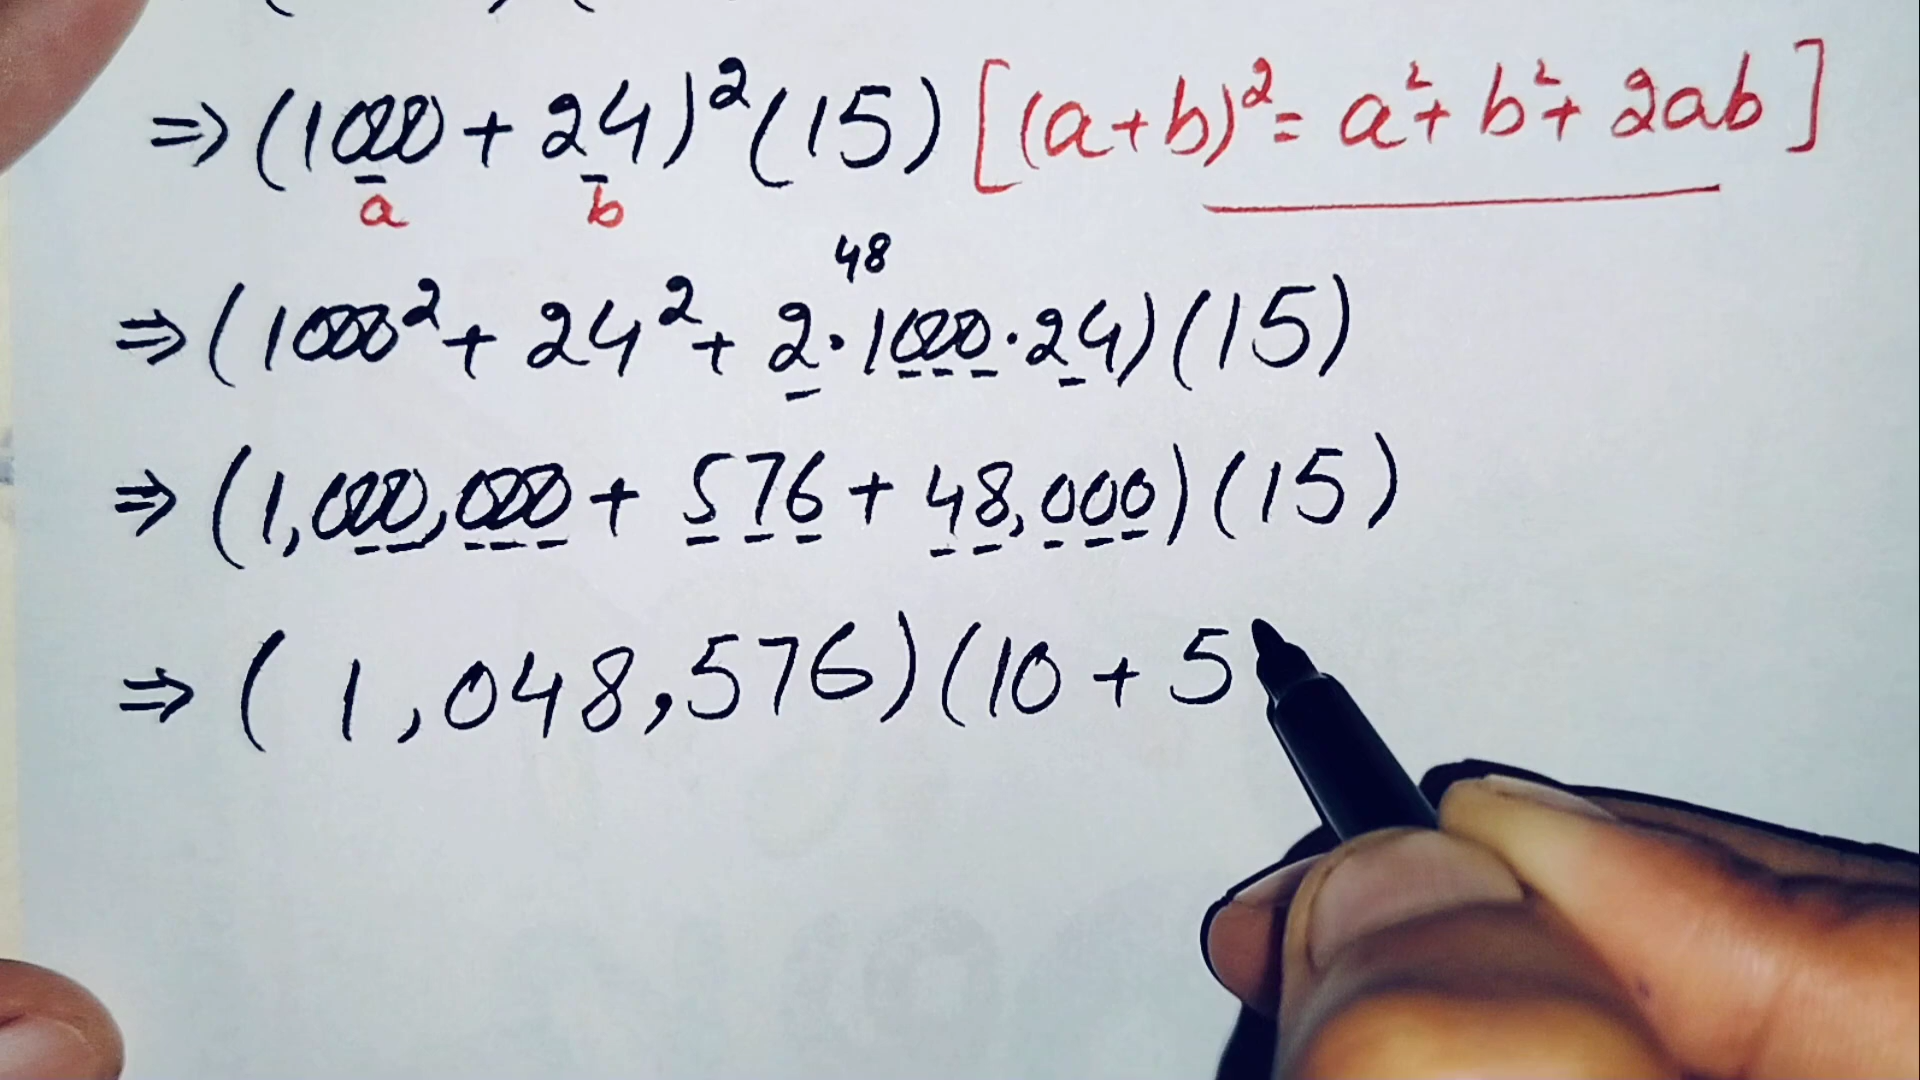 ⇒ (1000 + 24)² (15) [(a+b)² = a² + b² + 2ab]
a b
48
⇒ (1000² + 24² + 2·1000·24) (15)
⇒ (1,000,000 + 576 + 48,000) (15)
⇒ (1,048,576) (10 + 5